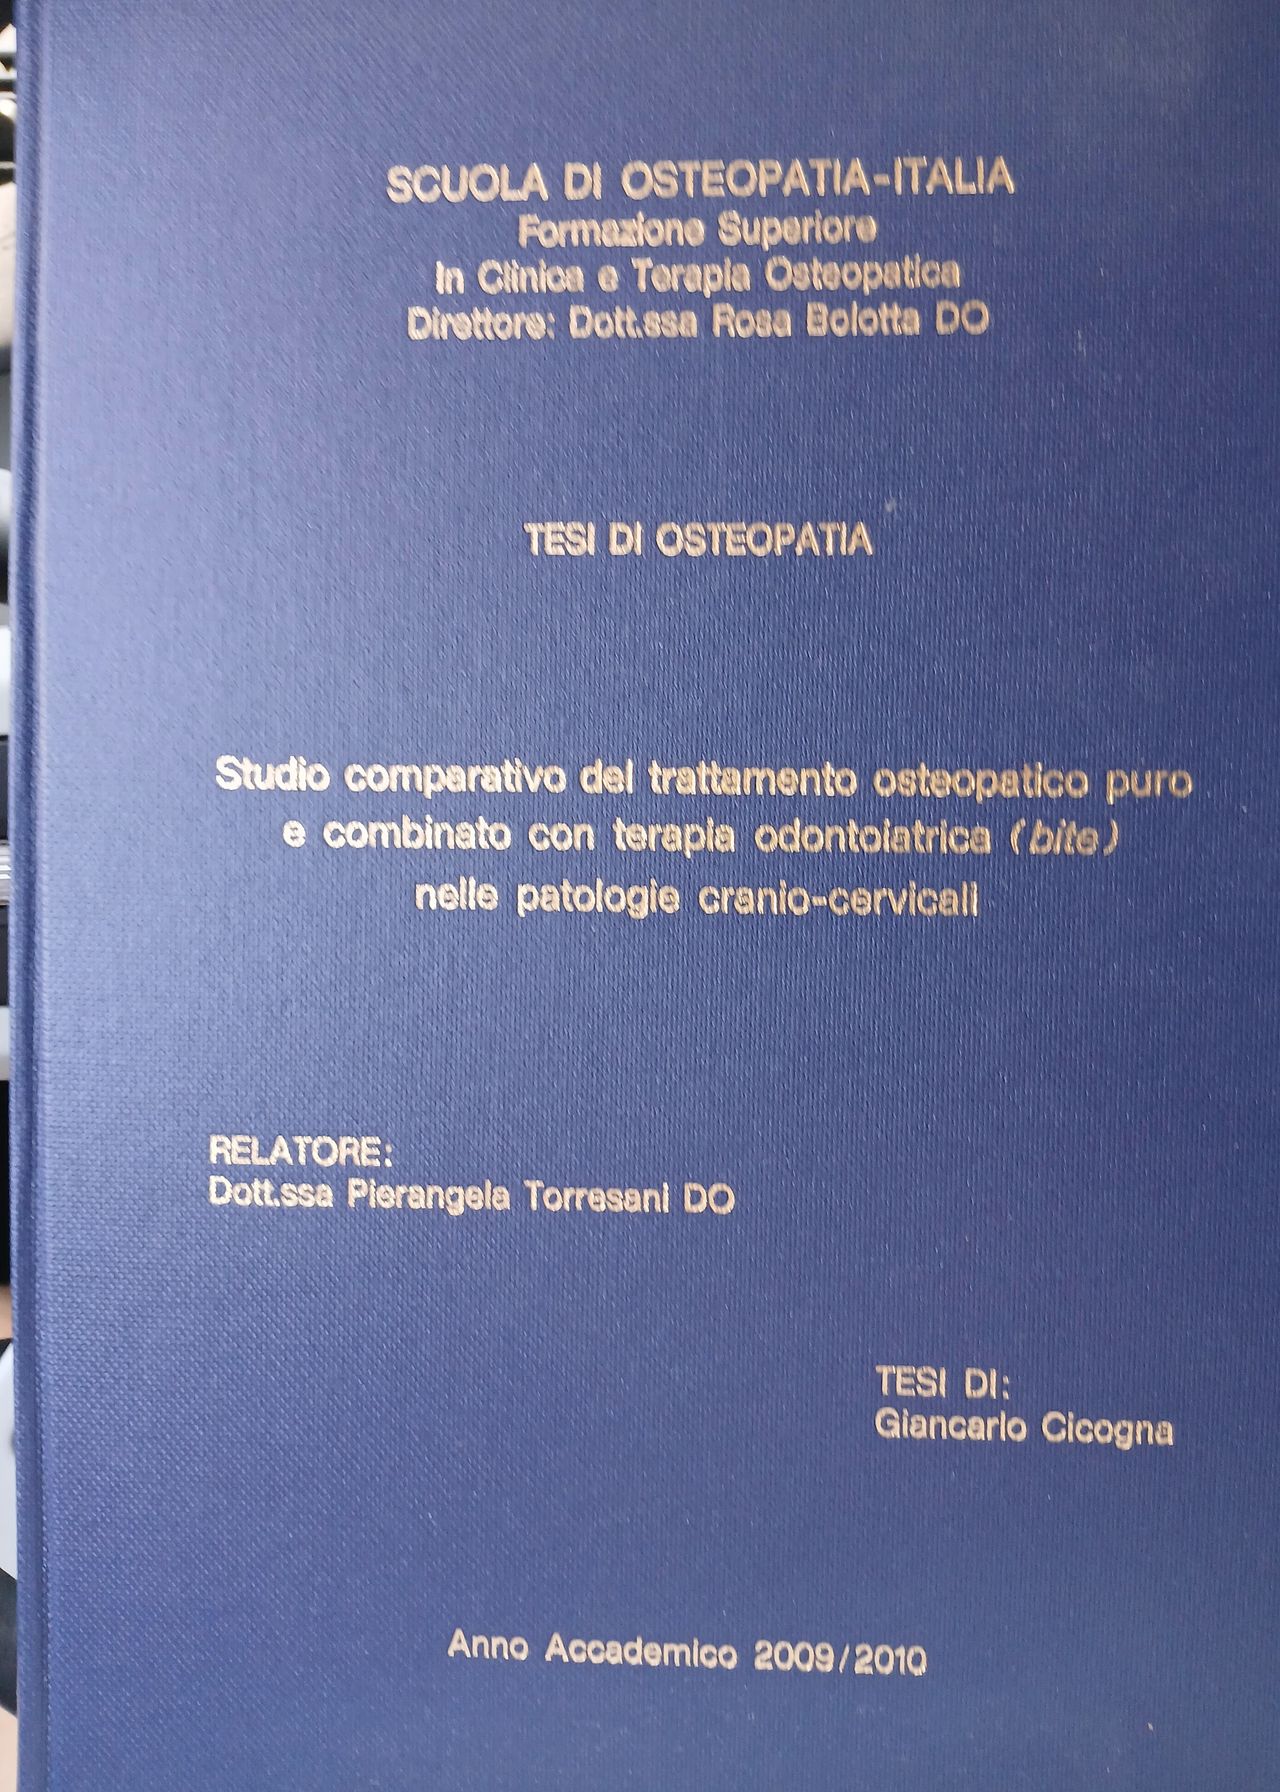 SCUOLA DI OSTEOPATIA-ITALIA
Formazione Superiore
In Clinica e Terapia Osteopatica
Direttore: Dott.ssa Rosa Bolotta DO
TESI DI OSTEOPATIA
Studio comparativo del trattamento osteopatico puro
e combinato con terapia odontoiatrica (bite)
nelle patologie cranio-cervicali
RELATORE:
Dott.ssa Pierangela Torresani DO
TESI DI:
Giancarlo Cicogna
Anno Accademico 2009/2010